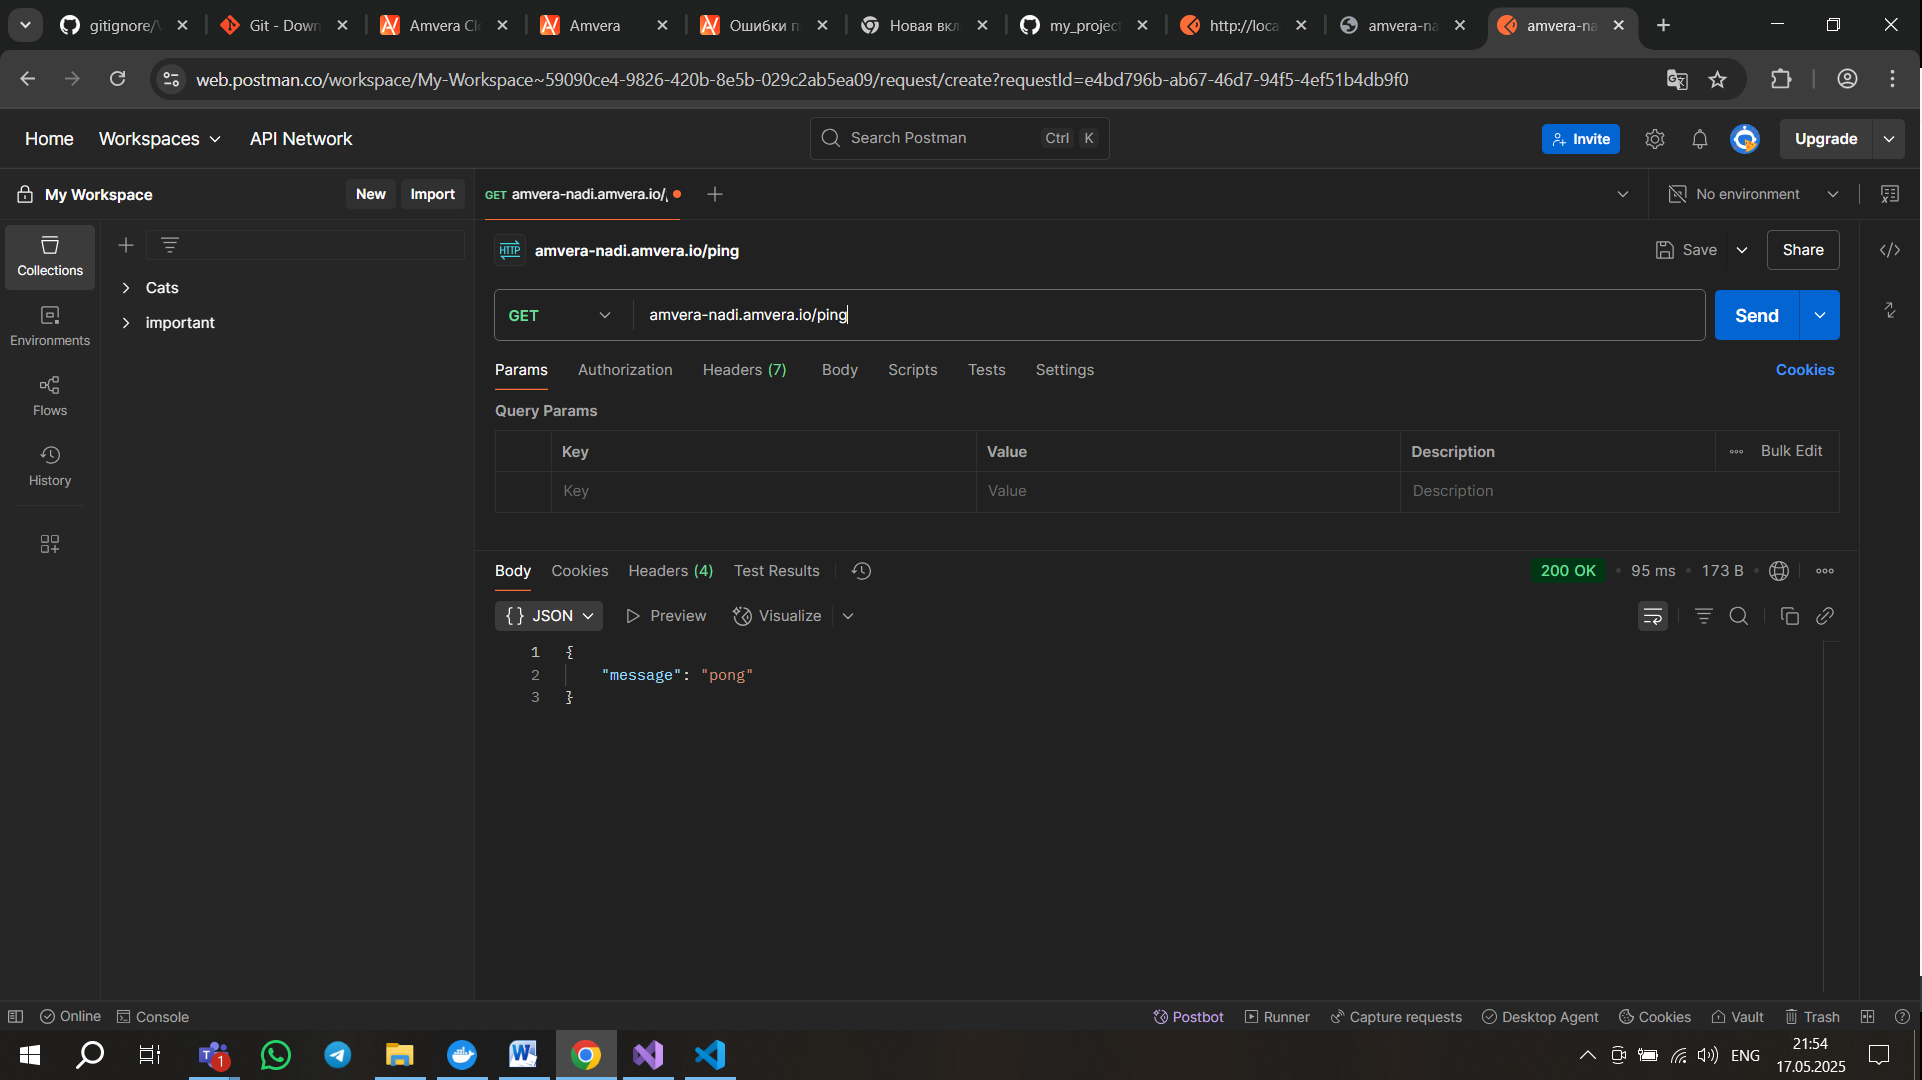 gitignore/V
Git - Down
Amvera Clo
Amvera
Ошибки п
Новая вкл
my_project
http://loca
amvera-na
amvera-na
web.postman.co/workspace/My-Workspace~59090ce4-9826-420b-8e5b-029c2ab5ea09/request/create?requestId=e4bd796b-ab67-46d7-94f5-4ef51b4db9f0
Home Workspaces API Network
Search Postman Ctrl K
Invite Upgrade
My Workspace New Import
GET amvera-nadi.amvera.io/
No environment
Collections
Environments
Flows
History
Cats
important
HTTP amvera-nadi.amvera.io/ping
Save Share
GET amvera-nadi.amvera.io/ping Send
Params Authorization Headers (7) Body Scripts Tests Settings Cookies
Query Params
Key Value Description Bulk Edit
Key Value Description
Body Cookies Headers (4) Test Results
200 OK • 95 ms • 173 B
{} JSON Preview Visualize
1 {
2 "message": "pong"
3 }
Online Console Postbot Runner Capture requests Desktop Agent Cookies Vault Trash
1
ENG
21:54
17.05.2025